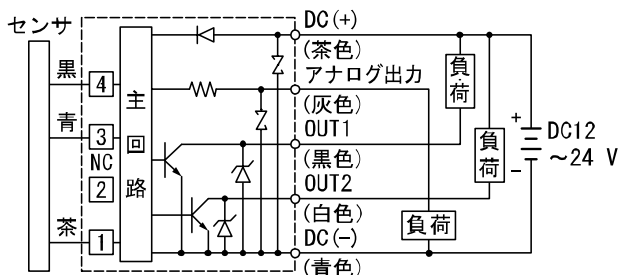 センサ
黒
4
青
3
NC
2
茶
1
主回路
DC(+)
(茶色)
アナログ出力
(灰色)
OUT1
(黒色)
OUT2
(白色)
DC(-)
(青色)
負荷
負荷
負荷
+
DC12
~24 V
-